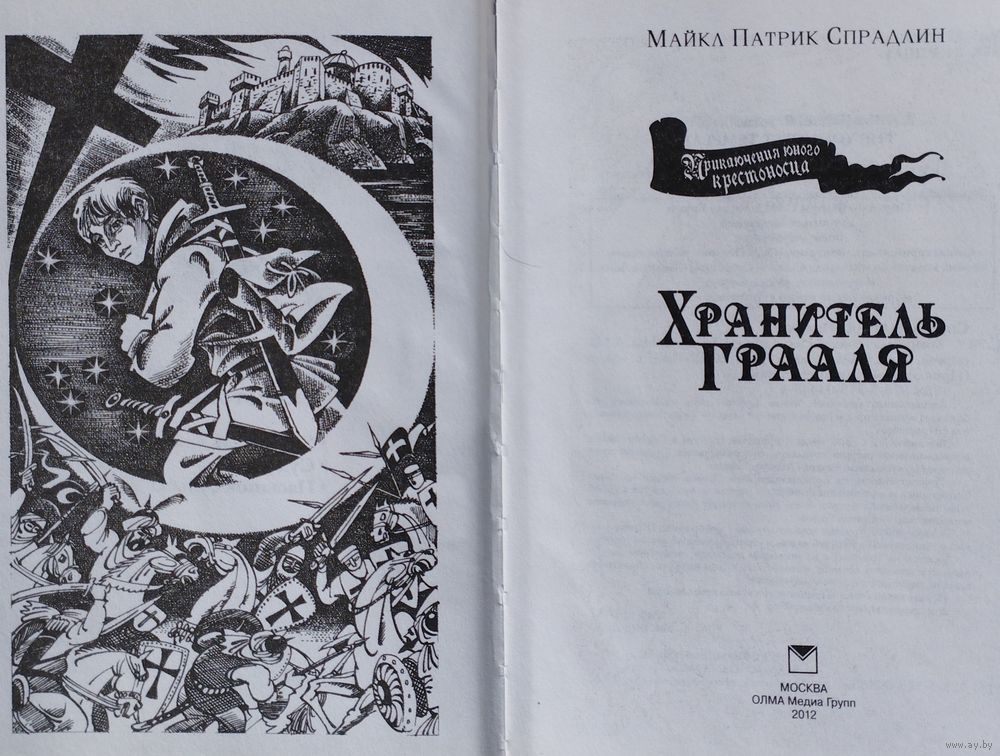 МАЙКЛ ПАТРИК СПРАДЛИН
Приключения юного
крестоносца
ХРАНИТЕЛЬ
ГРААЛЯ
МОСКВА
ОЛМА Медиа Групп
2012
www.ay.by